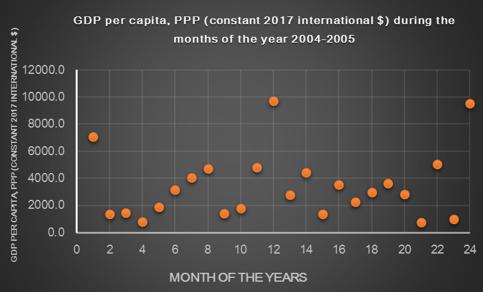 GDP per capita, PPP (constant 2017 international $) during the
months of the year 2004-2005
GDP PER CAPITA, PPP (CONSTANT 2017 INTERNATIONAL $)
12000.0
10000.0
8000.0
6000.0
4000.0
2000.0
0.0
0 2 4 6 8 10 12 14 16 18 20 22 24
MONTH OF THE YEARS